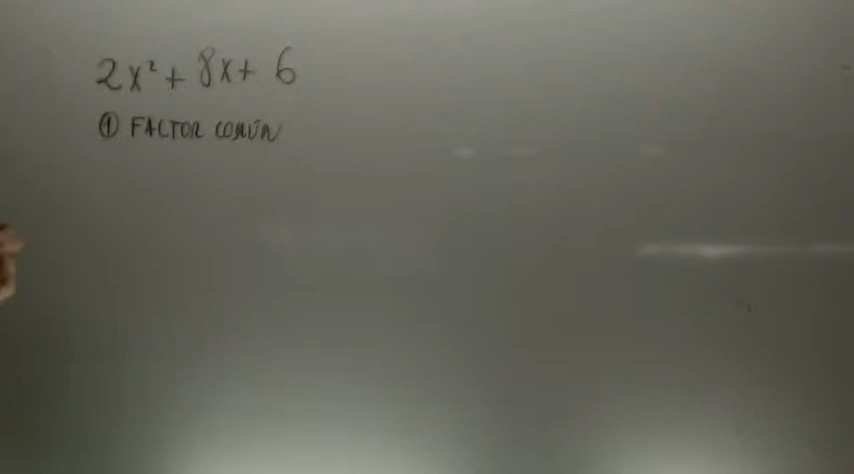 2x² + 8x + 6
① FACTOR COMÚN